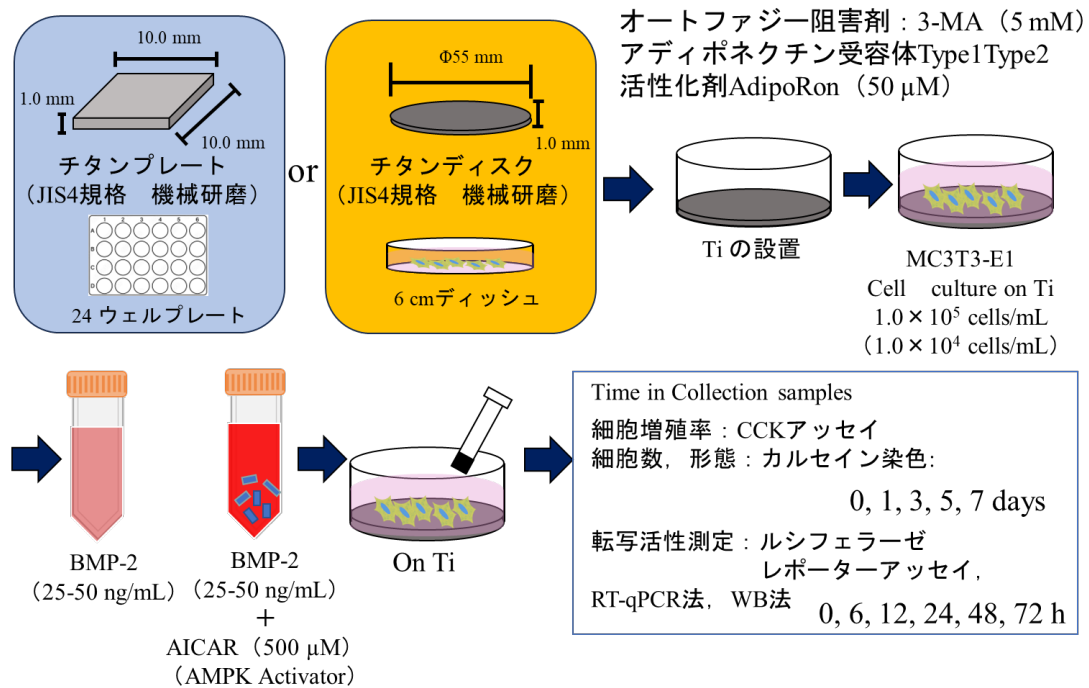 10.0 mm
1.0 mm
10.0 mm
チタンプレート
（JIS4規格　機械研磨）
1 2 3 4 5 6
A
B
C
D
24 ウェルプレート
or
Φ55 mm
1.0 mm
チタンディスク
（JIS4規格　機械研磨）
6 cmディッシュ
オートファジー阻害剤：3-MA（5 mM）
アディポネクチン受容体Type1Type2
活性化剤AdipoRon（50 µM）
Ti の設置
MC3T3-E1
Cell　culture on Ti
1.0×10⁵ cells/mL
（1.0×10⁴ cells/mL）
BMP-2
（25-50 ng/mL）
BMP-2
（25-50 ng/mL）
＋
AICAR（500 µM）
（AMPK Activator）
On Ti
Time in Collection samples
細胞増殖率：CCKアッセイ
細胞数，形態：カルセイン染色:
0, 1, 3, 5, 7 days
転写活性測定：ルシフェラーゼ
レポーターアッセイ，
RT-qPCR法，WB法
0, 6, 12, 24, 48, 72 h